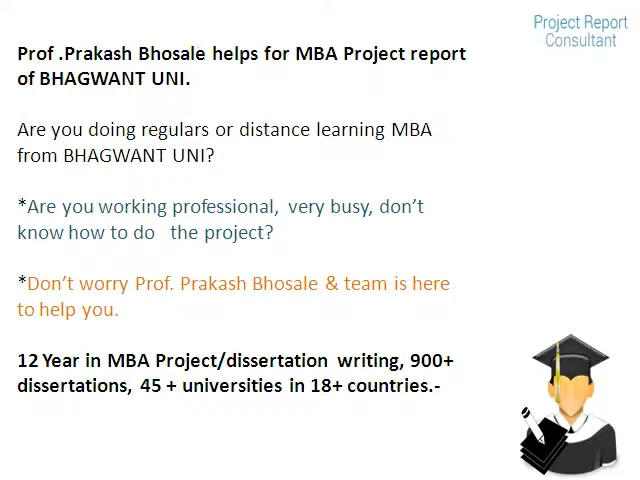 Project Report
Consultant
Prof .Prakash Bhosale helps for MBA Project report
of BHAGWANT UNI.
Are you doing regulars or distance learning MBA
from BHAGWANT UNI?
*Are you working professional, very busy, don't
know how to do the project?
*Don't worry Prof. Prakash Bhosale & team is here
to help you.
12 Year in MBA Project/dissertation writing, 900+
dissertations, 45 + universities in 18+ countries.-